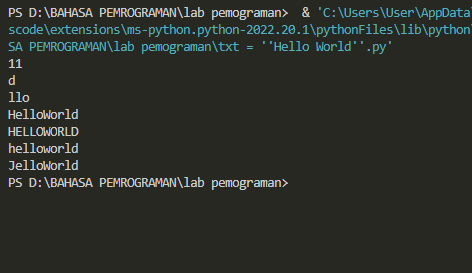 PS D:\BAHASA PEMROGRAMAN\lab pemograman>  & 'C:\Users\User\AppData
scode\extensions\ms-python.python-2022.20.1\pythonFiles\lib\python
SA PEMROGRAMAN\lab pemograman\txt = ''Hello World''.py'
11
d
llo
HelloWorld
HELLOWORLD
helloworld
JelloWorld
PS D:\BAHASA PEMROGRAMAN\lab pemograman>